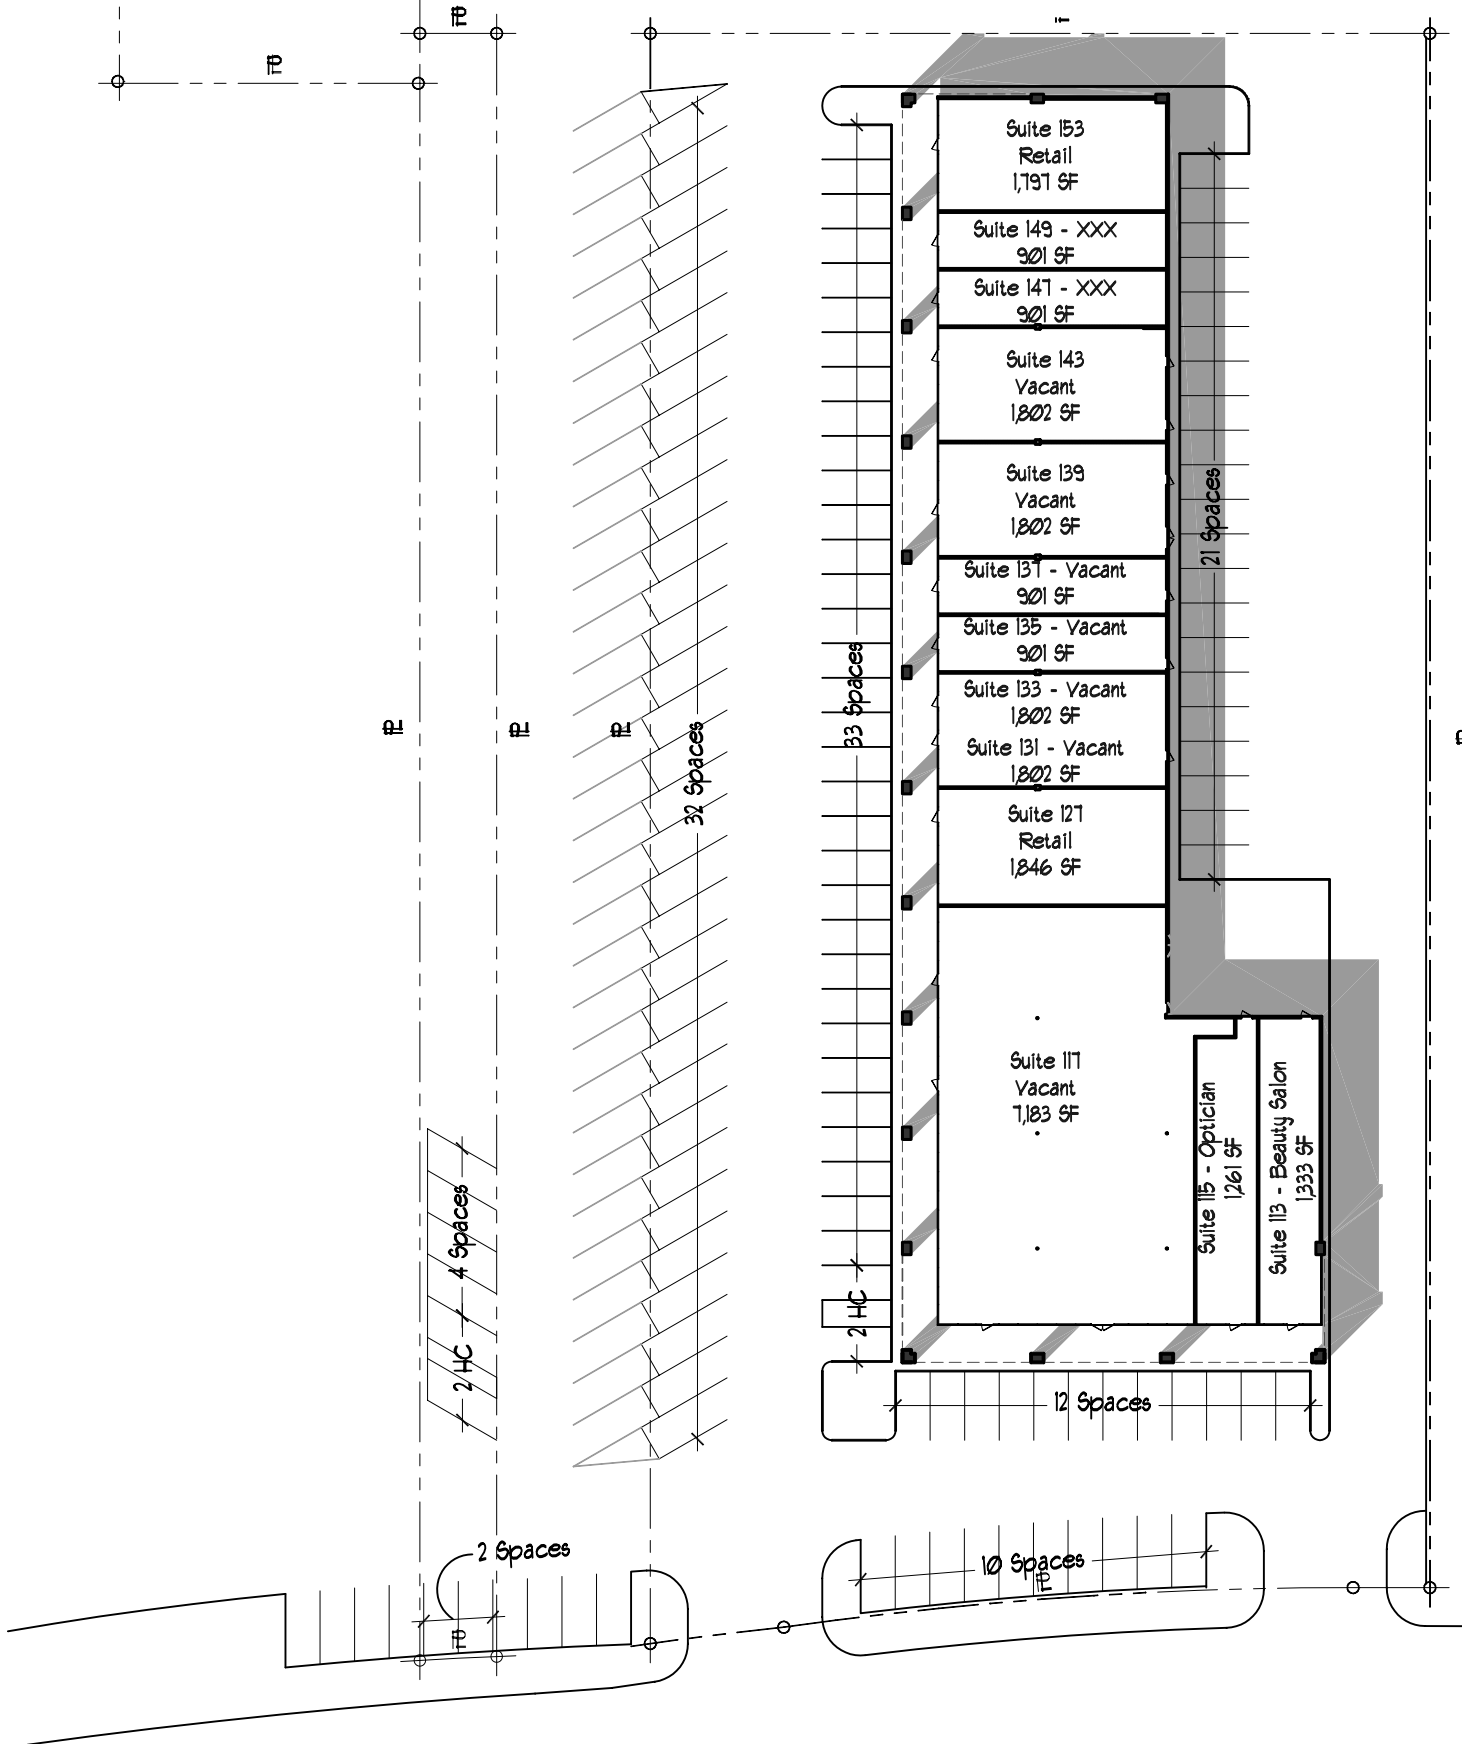 Suite 153
Retail
1,797 SF
Suite 149 - XXX
901 SF
Suite 147 - XXX
901 SF
Suite 143
Vacant
1,802 SF
Suite 139
Vacant
1,802 SF
Suite 137 - Vacant
901 SF
Suite 135 - Vacant
901 SF
Suite 133 - Vacant
1,802 SF
Suite 131 - Vacant
1,802 SF
Suite 127
Retail
1,846 SF
Suite 117
Vacant
7,183 SF
Suite 115 - Optician
1,261 SF
Suite 113 - Beauty Salon
1,333 SF
21 Spaces
33 Spaces
32 Spaces
4 Spaces
2 HC
2 HC
12 Spaces
2 Spaces
10 Spaces